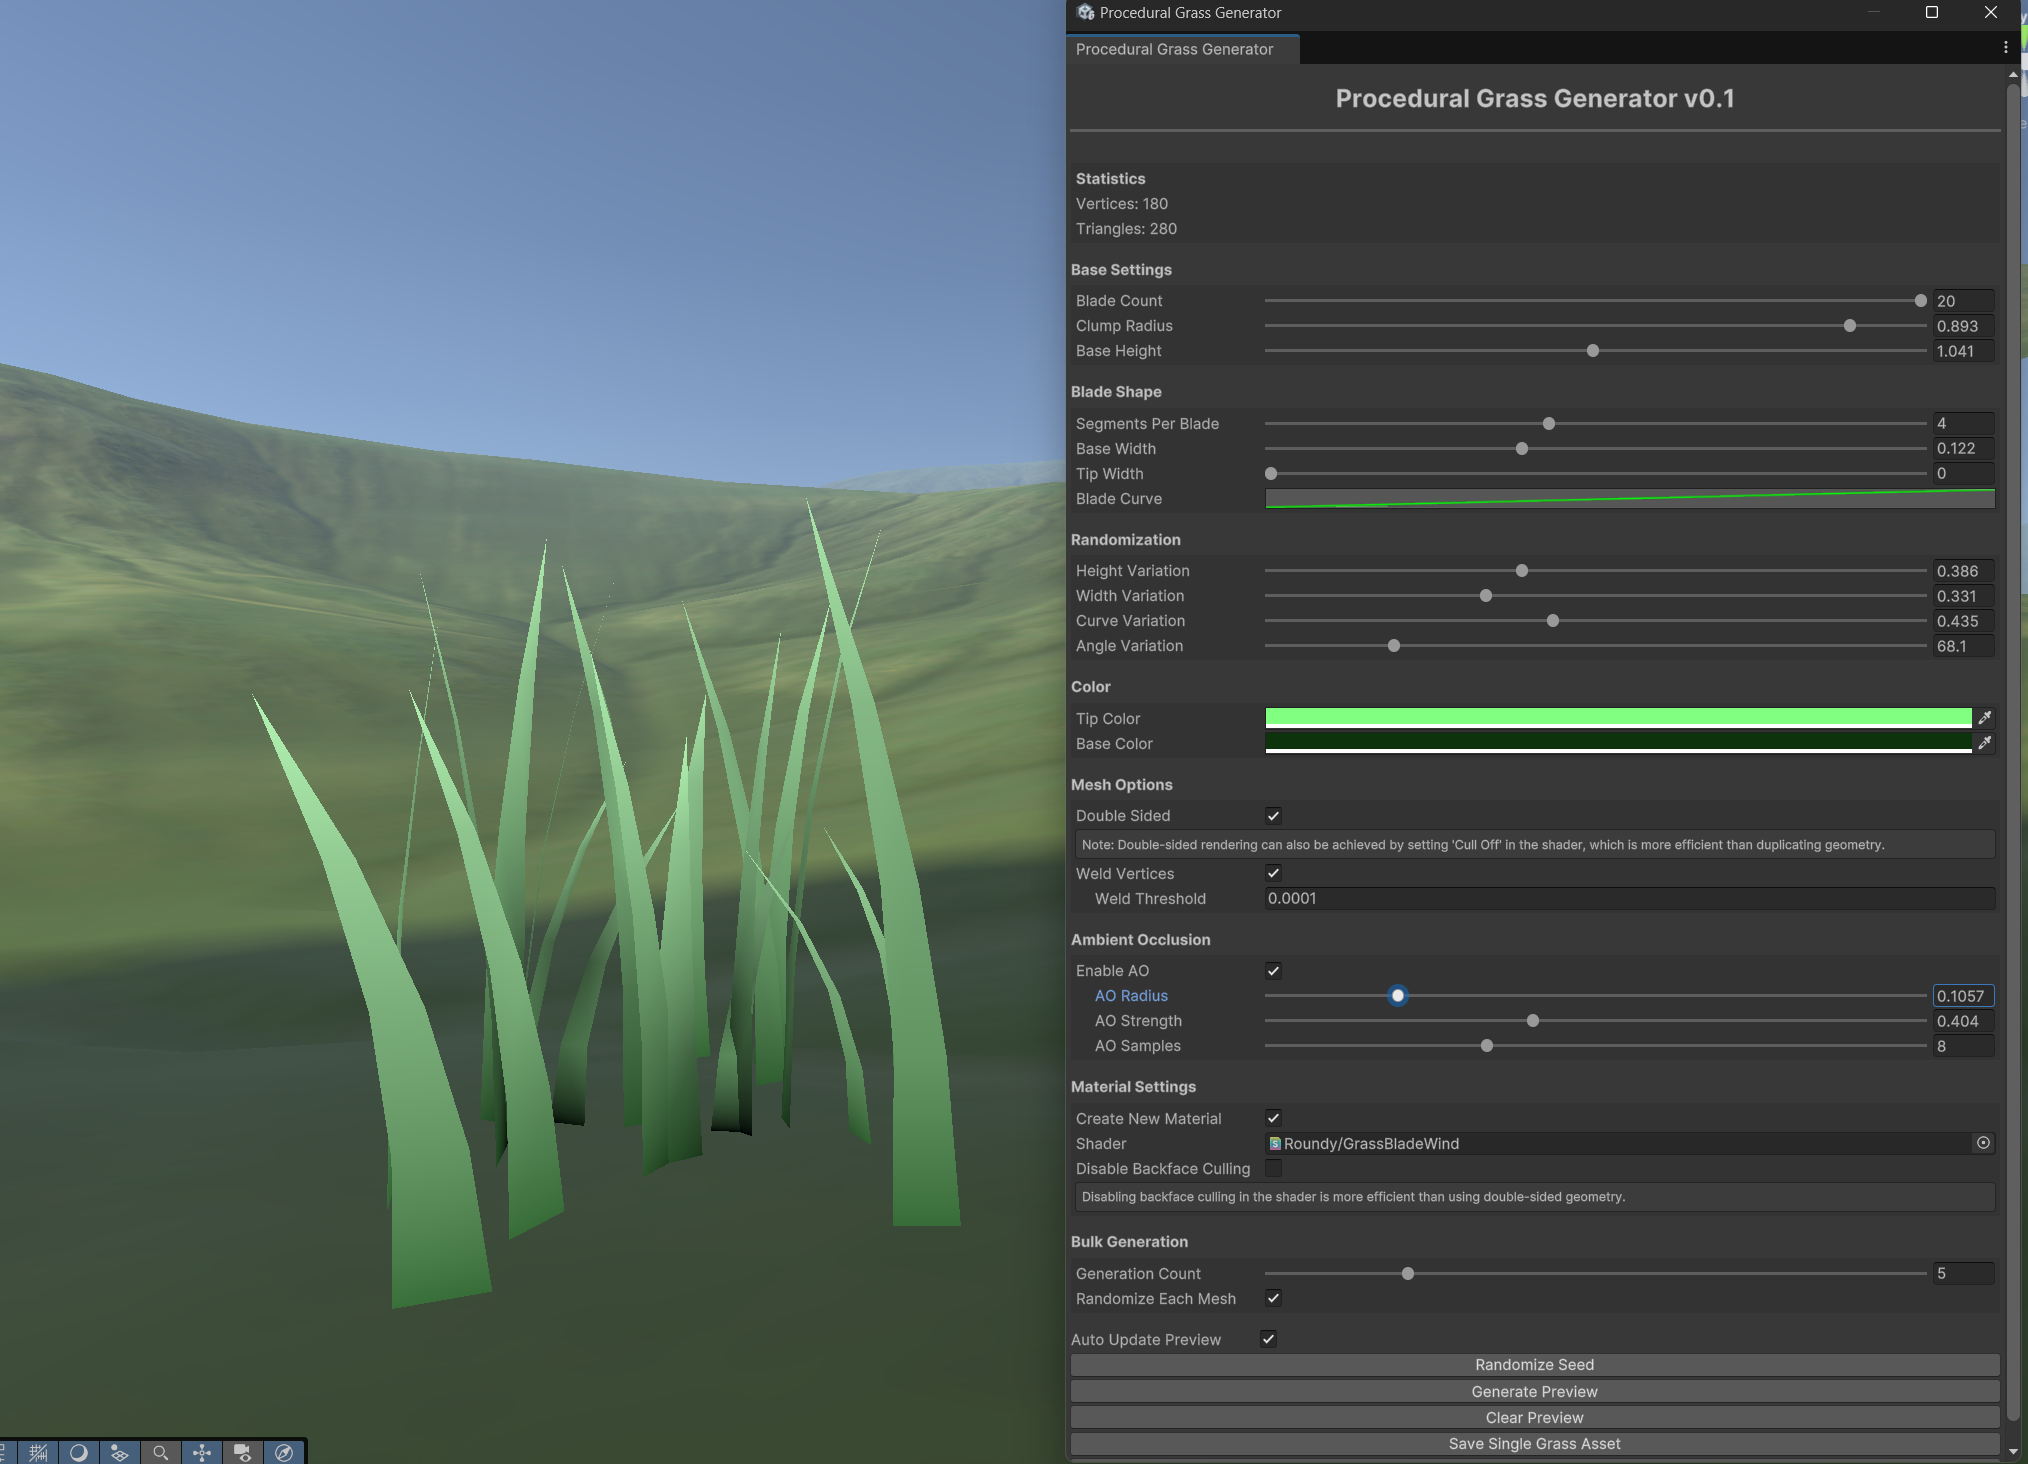 Procedural Grass Generator
Procedural Grass Generator
Procedural Grass Generator v0.1
Statistics
Vertices: 180
Triangles: 280
Base Settings
Blade Count 20
Clump Radius 0.893
Base Height 1.041
Blade Shape
Segments Per Blade 4
Base Width 0.122
Tip Width 0
Blade Curve
Randomization
Height Variation 0.386
Width Variation 0.331
Curve Variation 0.435
Angle Variation 68.1
Color
Tip Color
Base Color
Mesh Options
Double Sided
Note: Double-sided rendering can also be achieved by setting 'Cull Off' in the shader, which is more efficient than duplicating geometry.
Weld Vertices
Weld Threshold 0.0001
Ambient Occlusion
Enable AO
AO Radius 0.1057
AO Strength 0.404
AO Samples 8
Material Settings
Create New Material
Shader Roundy/GrassBladeWind
Disable Backface Culling
Disabling backface culling in the shader is more efficient than using double-sided geometry.
Bulk Generation
Generation Count 5
Randomize Each Mesh
Auto Update Preview
Randomize Seed
Generate Preview
Clear Preview
Save Single Grass Asset